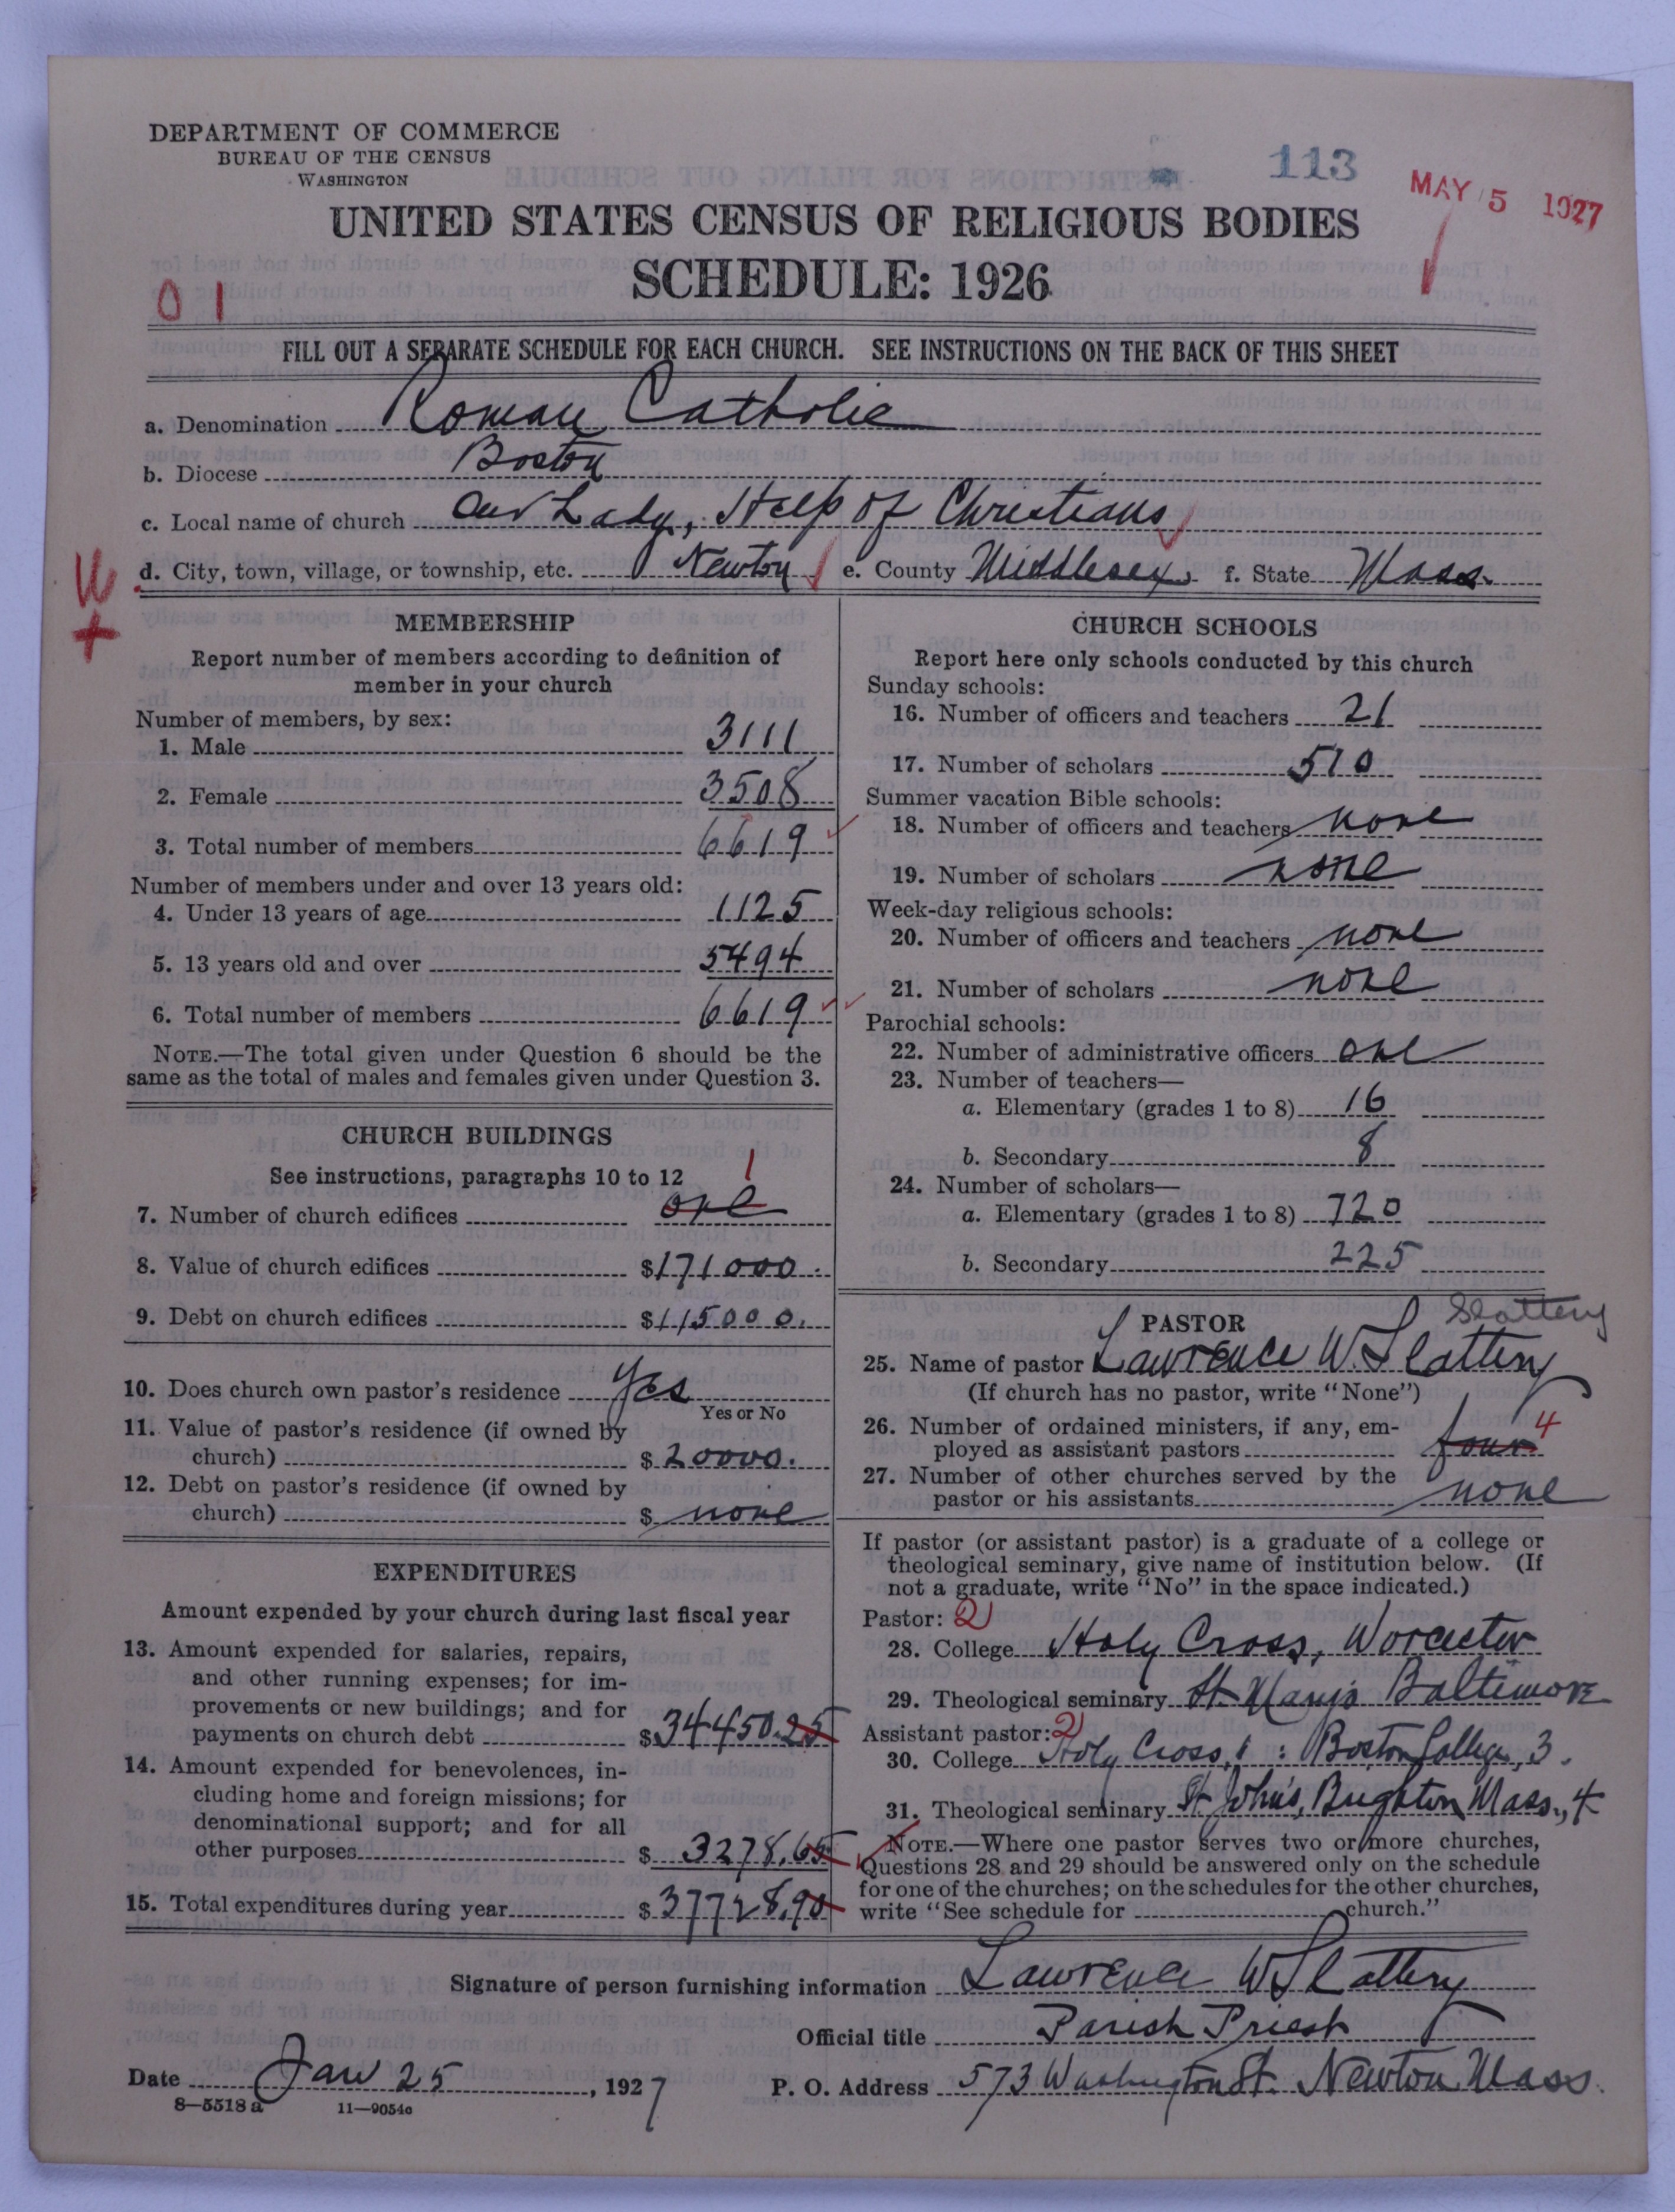 DEPARTMENT OF COMMERCE
BUREAU OF THE CENSUS
WASHINGTON
113
MAY 5 1927
UNITED STATES CENSUS OF RELIGIOUS BODIES
SCHEDULE: 1926
01
FILL OUT A SEPARATE SCHEDULE FOR EACH CHURCH. SEE INSTRUCTIONS ON THE BACK OF THIS SHEET
a. Denomination Roman Catholic
b. Diocese Boston
c. Local name of church Our Lady, Help of Christians
d. City, town, village, or township, etc. Newton e. County Middlesex f. State Mass.
MEMBERSHIP
Report number of members according to definition of
member in your church
Number of members, by sex:
1. Male 3111
2. Female 3508
3. Total number of members 6619
Number of members under and over 13 years old:
4. Under 13 years of age 1125
5. 13 years old and over 5494
6. Total number of members 6619
NOTE.—The total given under Question 6 should be the
same as the total of males and females given under Question 3.
CHURCH BUILDINGS
See instructions, paragraphs 10 to 12
1
7. Number of church edifices one
8. Value of church edifices $171000.
9. Debt on church edifices $115000.
10. Does church own pastor's residence Yes
Yes or No
11. Value of pastor's residence (if owned by
church) $20000.
12. Debt on pastor's residence (if owned by
church) $ none
EXPENDITURES
Amount expended by your church during last fiscal year
13. Amount expended for salaries, repairs,
and other running expenses; for im-
provements or new buildings; and for
payments on church debt $34450.25
14. Amount expended for benevolences, in-
cluding home and foreign missions; for
denominational support; and for all
other purposes $3278.65
15. Total expenditures during year $37728.90
CHURCH SCHOOLS
Report here only schools conducted by this church
Sunday schools:
16. Number of officers and teachers 21
17. Number of scholars 510
Summer vacation Bible schools:
18. Number of officers and teachers none
19. Number of scholars none
Week-day religious schools:
20. Number of officers and teachers none
21. Number of scholars none
Parochial schools:
22. Number of administrative officers one
23. Number of teachers—
a. Elementary (grades 1 to 8) 16
b. Secondary 8
24. Number of scholars—
a. Elementary (grades 1 to 8) 720
b. Secondary 225
PASTOR Slattery
25. Name of pastor Lawrence W. Slattery
(If church has no pastor, write "None")
26. Number of ordained ministers, if any, em-
ployed as assistant pastors four 4
27. Number of other churches served by the
pastor or his assistants none
If pastor (or assistant pastor) is a graduate of a college or
theological seminary, give name of institution below. (If
not a graduate, write "No" in the space indicated.)
Pastor: 2
28. College Holy Cross, Worcester
29. Theological seminary St Mary's Baltimore
Assistant pastor: 2
30. College Holy Cross, 1 : Boston College, 3.
31. Theological seminary St John's, Brighton Mass., 4
NOTE.—Where one pastor serves two or more churches,
Questions 28 and 29 should be answered only on the schedule
for one of the churches; on the schedules for the other churches,
write "See schedule for church."
Signature of person furnishing information Lawrence W Slattery
Official title Parish Priest
Date Jan 25, 1927 P. O. Address 573 Washington St. Newton Mass.
8—5518 a 11—9054c